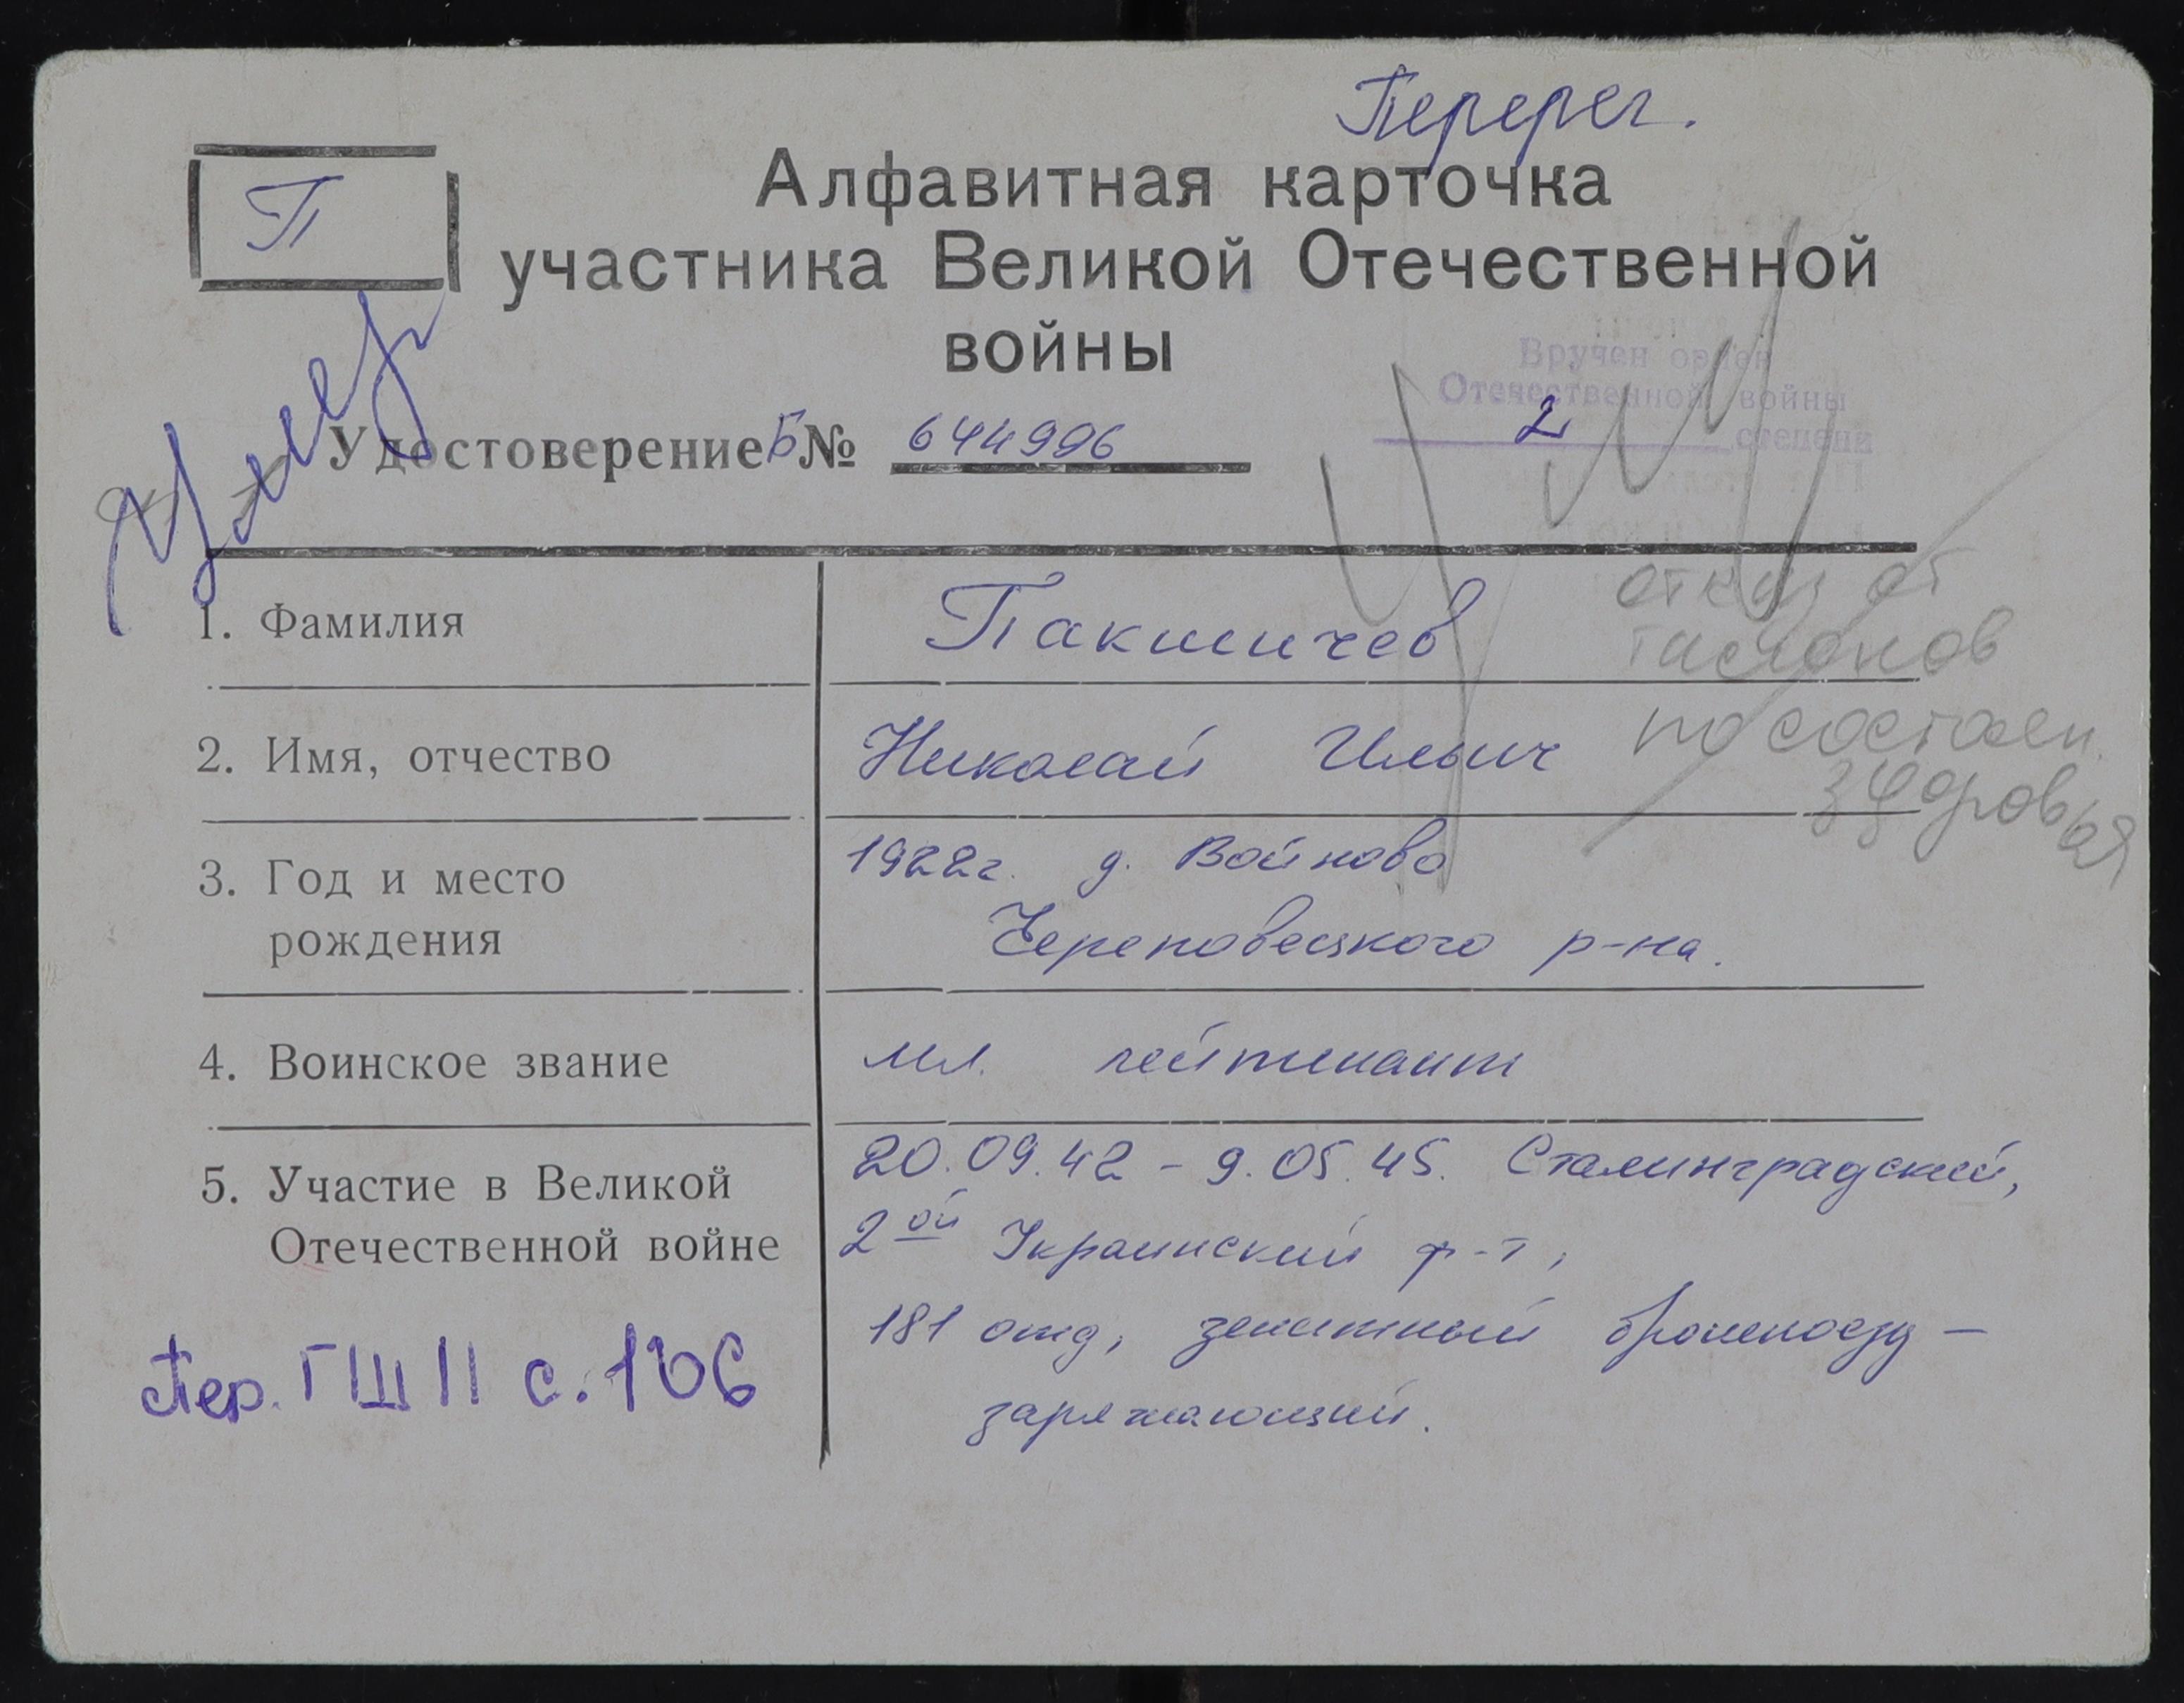 Перерег.
П
Алфавитная карточка
участника Великой Отечественной
войны
Умер
Вручен орден
Отечественной войны
2 степени
Удостоверение Б № 644996
1. Фамилия Пакшичев
отказ от
талонов
по состоян.
здоровья
2. Имя, отчество Николай Ильич
3. Год и место
рождения
1922г. д. Войново
Череповецкого р-на.
4. Воинское звание мл. лейтенант
5. Участие в Великой
Отечественной войне
20.09.42 - 9.05.45. Сталинградский,
2ой Украинский ф-т,
181 отд, зенитный бронепоезд -
заряжающий.
Пер. ГШ II с. 106